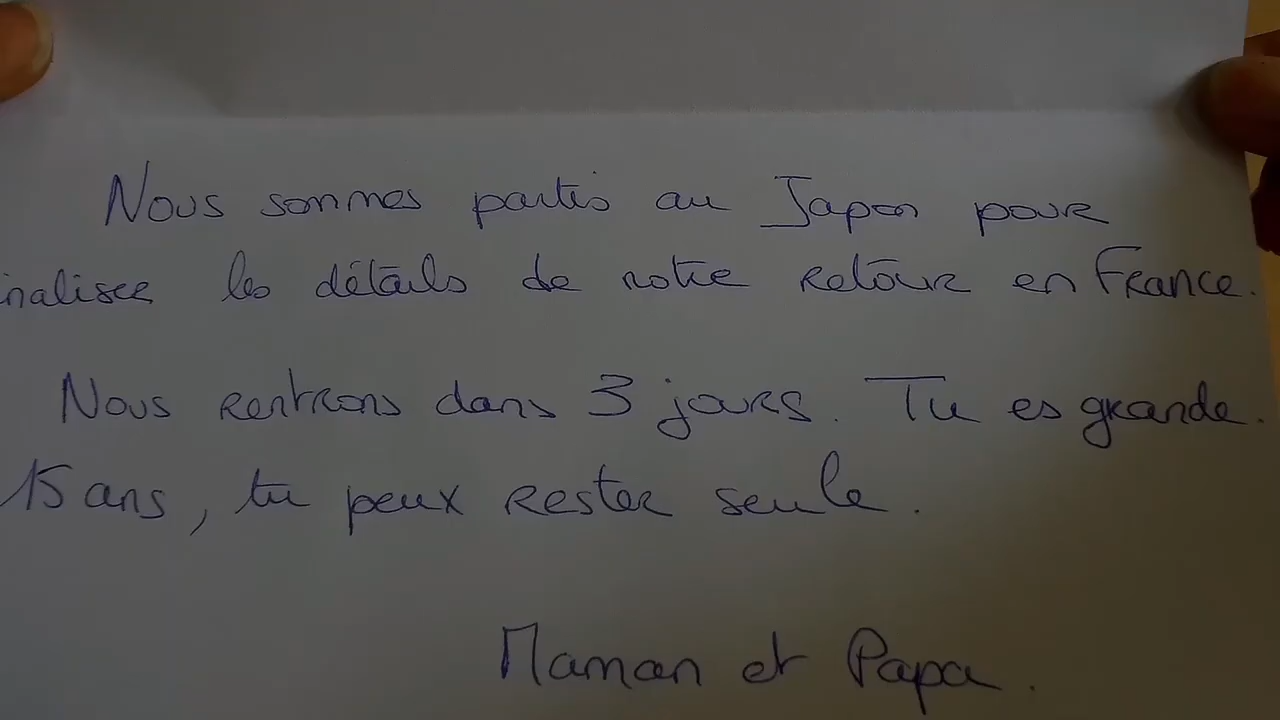 Nous sommes partis au Japon pour
inaliser les détails de notre retour en France.
Nous rentrons dans 3 jours. Tu es grande.
15 ans, tu peux rester seule.
Maman et Papa.